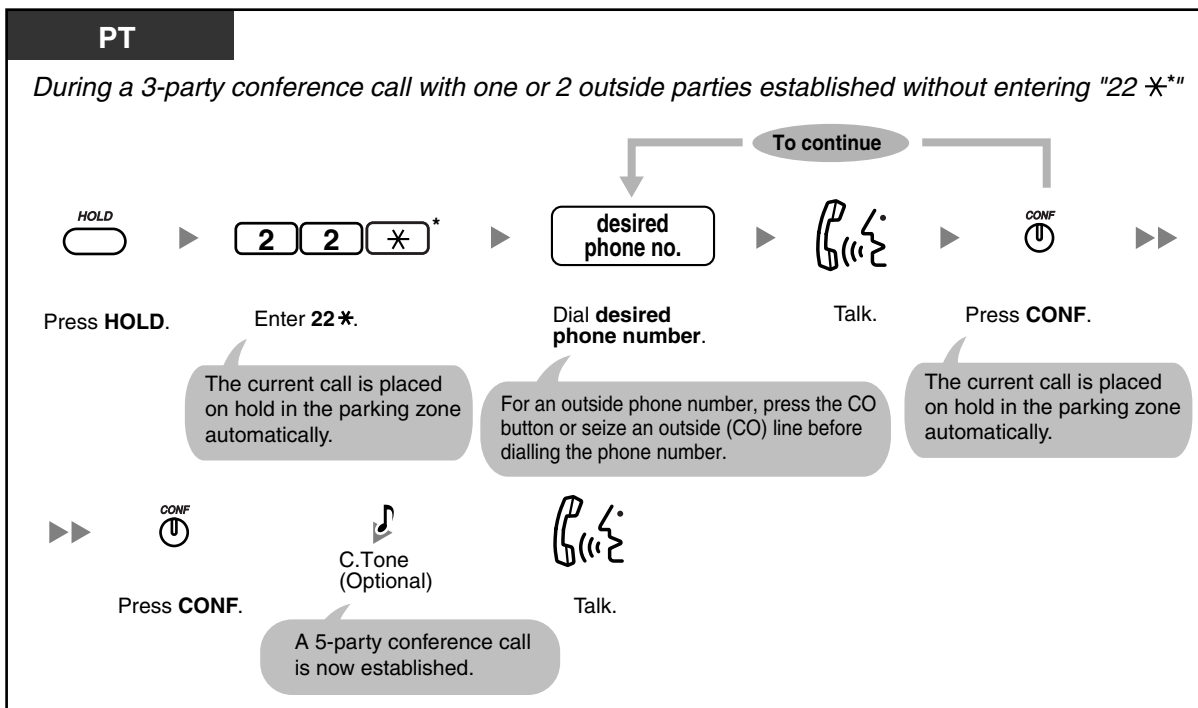 PT
During a 3-party conference call with one or 2 outside parties established without entering "22 ✳*"
To continue
HOLD
2 2 ✳ *
desired
phone no.
CONF
Press HOLD.
Enter 22✳.
Dial desired
phone number.
Talk.
Press CONF.
The current call is placed
on hold in the parking zone
automatically.
For an outside phone number, press the CO
button or seize an outside (CO) line before
dialling the phone number.
The current call is placed
on hold in the parking zone
automatically.
CONF
C.Tone
(Optional)
Press CONF.
Talk.
A 5-party conference call
is now established.